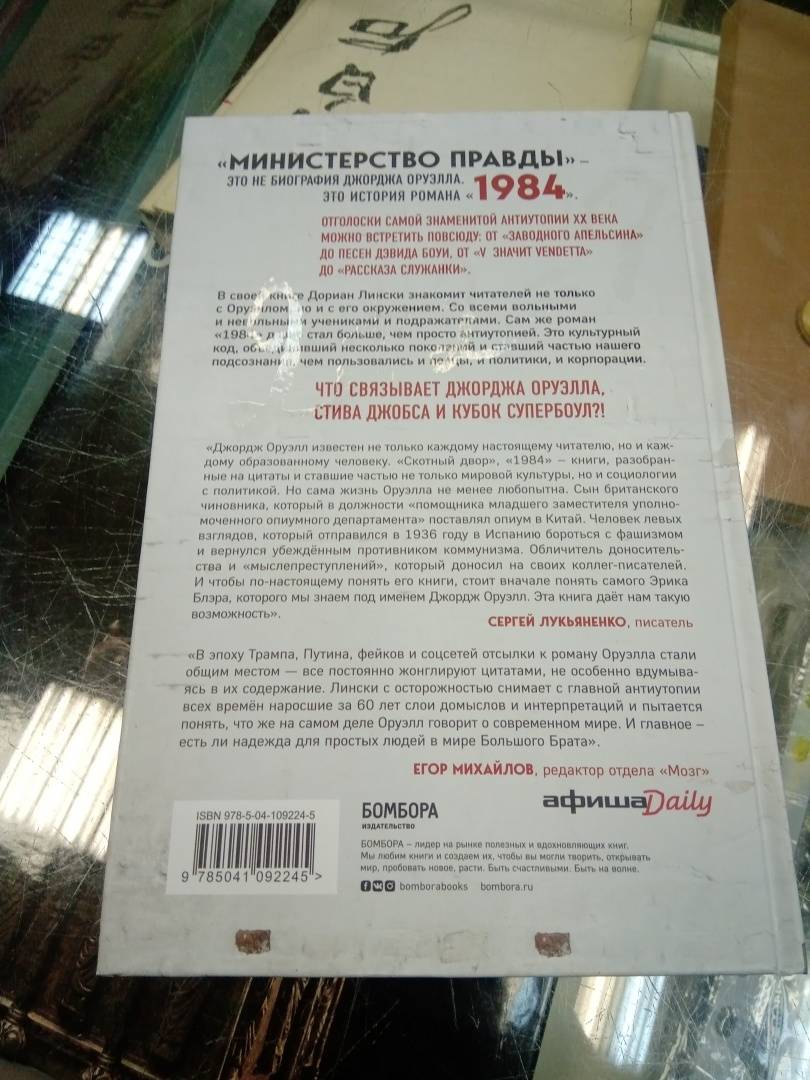 «МИНИСТЕРСТВО ПРАВДЫ» –
ЭТО НЕ БИОГРАФИЯ ДЖОРДЖА ОРУЭЛЛА.
ЭТО ИСТОРИЯ РОМАНА «1984».
ОТГОЛОСКИ САМОЙ ЗНАМЕНИТОЙ АНТИУТОПИИ XX ВЕКА
МОЖНО ВСТРЕТИТЬ ПОВСЮДУ: ОТ «ЗАВОДНОГО АПЕЛЬСИНА»
ДО ПЕСЕН ДЭВИДА БОУИ, ОТ «V ЗНАЧИТ VENDETTA»
ДО «РАССКАЗА СЛУЖАНКИ».
В своей книге Дориан Лински знакомит читателей не только
с Оруэллом, но и с его окружением. Со всеми вольными
и невольными учениками и подражателями. Сам же роман
«1984» стал больше, чем просто антиутопией. Это культурный
код, объединивший несколько поколений и ставший частью нашего
подсознания, чем пользовались и певцы, и политики, и корпорации.
ЧТО СВЯЗЫВАЕТ ДЖОРДЖА ОРУЭЛЛА,
СТИВА ДЖОБСА И КУБОК СУПЕРБОУЛ?!
«Джордж Оруэлл известен не только каждому настоящему читателю, но и каж-
дому образованному человеку. «Скотный двор», «1984» – книги, разобран-
ные на цитаты и ставшие частью не только мировой культуры, но и социологии
с политикой. Но сама жизнь Оруэлла не менее любопытна. Сын британского
чиновника, который в должности «помощника младшего заместителя уполно-
моченного опиумного департамента» поставлял опиум в Китай. Человек левых
взглядов, который отправился в 1936 году в Испанию бороться с фашизмом
и вернулся убеждённым противником коммунизма. Обличитель доноситель-
ства и «мыслепреступлений», который доносил на своих коллег-писателей.
И чтобы по-настоящему понять его книги, стоит вначале понять самого Эрика
Блэра, которого мы знаем под именем Джордж Оруэлл. Эта книга даёт нам такую
возможность».
СЕРГЕЙ ЛУКЬЯНЕНКО, писатель
«В эпоху Трампа, Путина, фейков и соцсетей отсылки к роману Оруэлла стали
общим местом — все постоянно жонглируют цитатами, не особенно вдумыва-
ясь в их содержание. Лински с осторожностью снимает с главной антиутопии
всех времён наросшие за 60 лет слои домыслов и интерпретаций и пытается
понять, что же на самом деле Оруэлл говорит о современном мире. И главное –
есть ли надежда для простых людей в мире Большого Брата».
ЕГОР МИХАЙЛОВ, редактор отдела «Мозг»
афишаDaily
ISBN 978-5-04-109224-5
9 785041 092245 >
БОМБОРА
ИЗДАТЕЛЬСТВО
БОМБОРА – лидер на рынке полезных и вдохновляющих книг.
Мы любим книги и создаем их, чтобы вы могли творить, открывать
мир, пробовать новое, расти. Быть счастливыми. Быть на волне.
bomborabooks bombora.ru